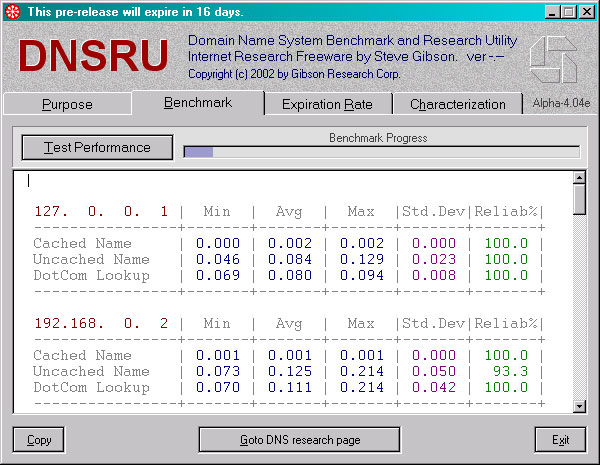 This pre-release will expire in 16 days.
DNSRU
Domain Name System Benchmark and Research Utility
Internet Research Freeware by Steve Gibson. ver -.--
Copyright (c) 2002 by Gibson Research Corp.
Purpose Benchmark Expiration Rate Characterization Alpha-4.04e
Test Performance
Benchmark Progress
127. 0. 0. 1 | Min | Avg | Max |Std.Dev|Reliab%|
----------------+-------+-------+-------+-------+-------+
Cached Name | 0.000 | 0.002 | 0.002 | 0.000 | 100.0 |
Uncached Name | 0.046 | 0.084 | 0.129 | 0.023 | 100.0 |
DotCom Lookup | 0.069 | 0.080 | 0.094 | 0.008 | 100.0 |
----------------+-------+-------+-------+-------+-------+
192.168. 0. 2 | Min | Avg | Max |Std.Dev|Reliab%|
----------------+-------+-------+-------+-------+-------+
Cached Name | 0.001 | 0.001 | 0.001 | 0.000 | 100.0 |
Uncached Name | 0.073 | 0.125 | 0.214 | 0.050 | 93.3 |
DotCom Lookup | 0.070 | 0.111 | 0.214 | 0.042 | 100.0 |
----------------+-------+-------+-------+-------+-------+
Copy Goto DNS research page Exit